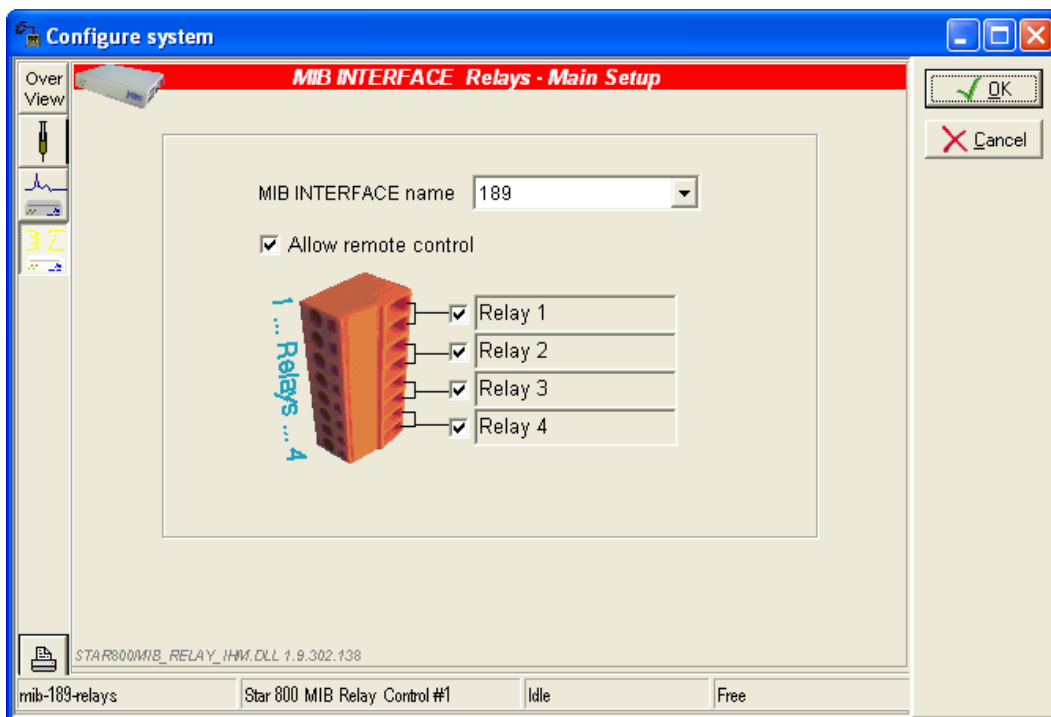 Configure system
Over
View
MIB INTERFACE Relays - Main Setup
OK
Cancel
MIB INTERFACE name
189
Allow remote control
1 ... Relays ... 4
Relay 1
Relay 2
Relay 3
Relay 4
STAR800MIB_RELAY_IHM.DLL 1.9.302.138
mib-189-relays
Star 800 MIB Relay Control #1
Idle
Free